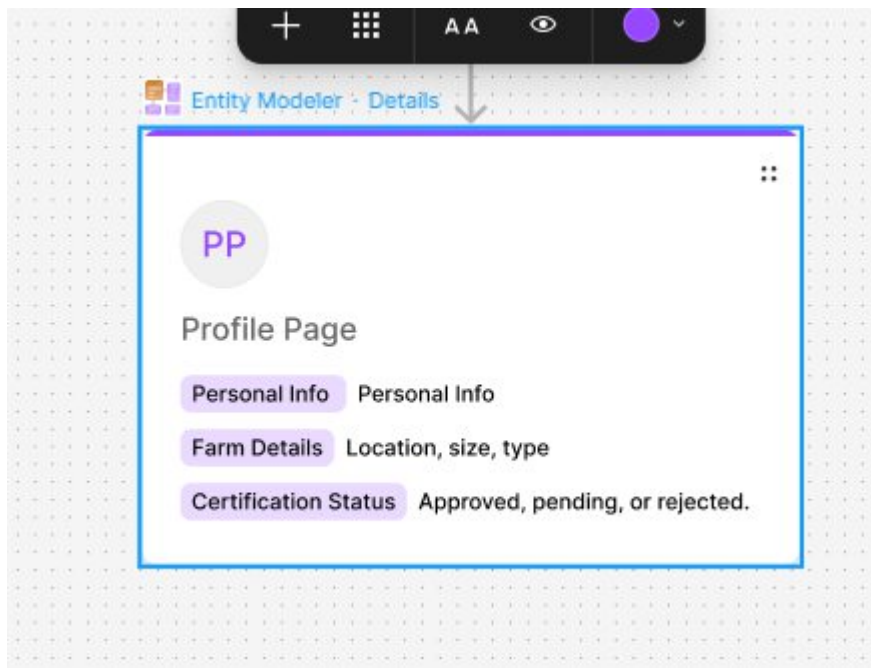 AA
Entity Modeler - Details
PP
Profile Page
Personal Info Personal Info
Farm Details Location, size, type
Certification Status Approved, pending, or rejected.